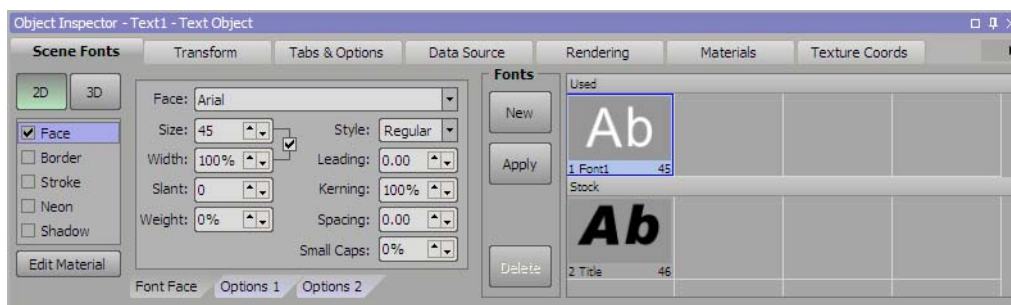 Object Inspector - Text1 - Text Object
Scene Fonts
Transform
Tabs & Options
Data Source
Rendering
Materials
Texture Coords
2D
3D
Face
Border
Stroke
Neon
Shadow
Edit Material
Face: Arial
Size: 45
Style: Regular
Width: 100%
Leading: 0.00
Slant: 0
Kerning: 100%
Weight: 0%
Spacing: 0.00
Small Caps: 0%
Font Face
Options 1
Options 2
Fonts
New
Apply
Delete
Used
Ab
1 Font1 45
Stock
Ab
2 Title 46